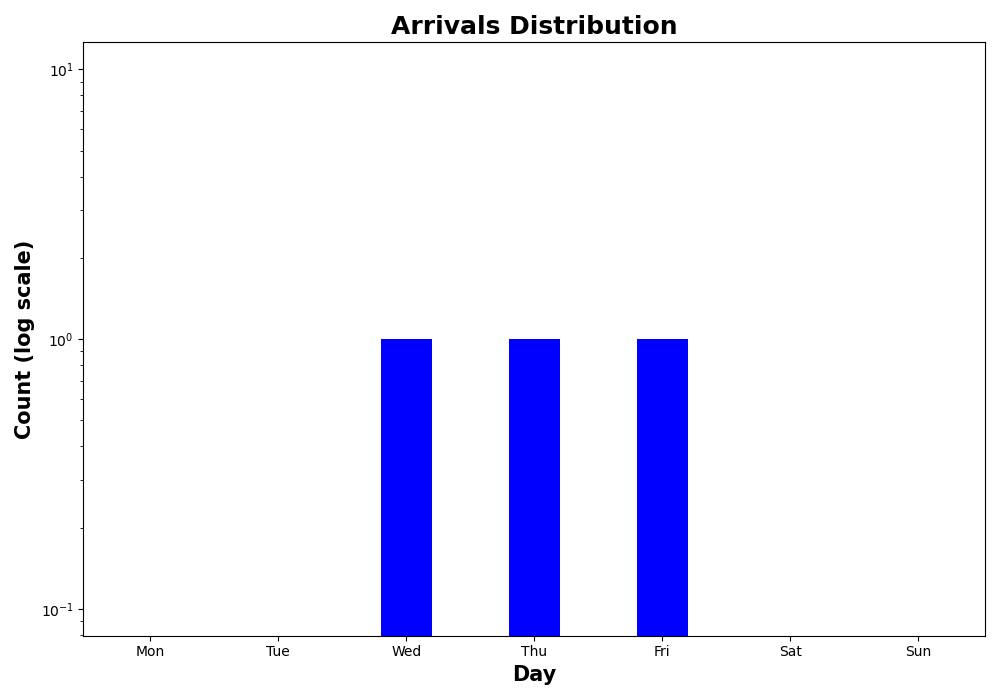 Arrivals Distribution
Count (log scale)
10¹
10⁰
10⁻¹
Mon Tue Wed Thu Fri Sat Sun
Day